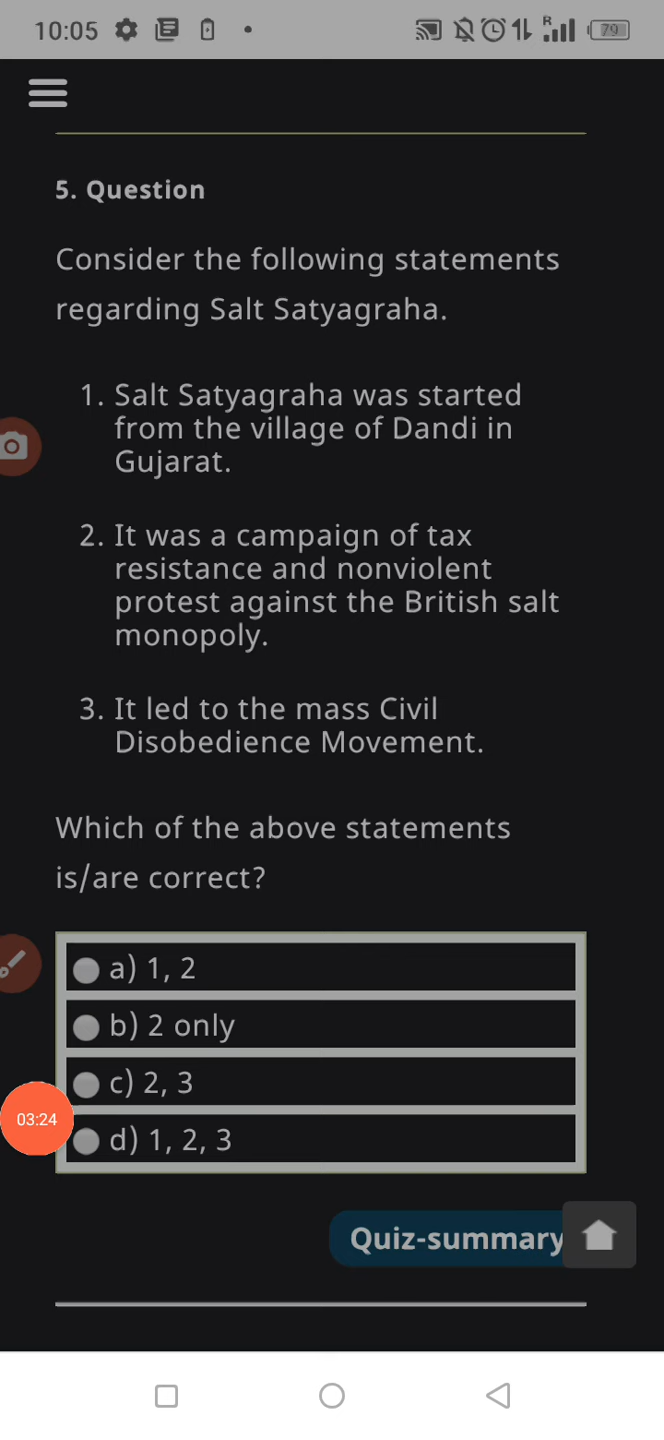 10:05
R
79
5. Question
Consider the following statements
regarding Salt Satyagraha.
1. Salt Satyagraha was started
from the village of Dandi in
Gujarat.
2. It was a campaign of tax
resistance and nonviolent
protest against the British salt
monopoly.
3. It led to the mass Civil
Disobedience Movement.
Which of the above statements
is/are correct?
a) 1, 2
b) 2 only
c) 2, 3
03:24
d) 1, 2, 3
Quiz-summary